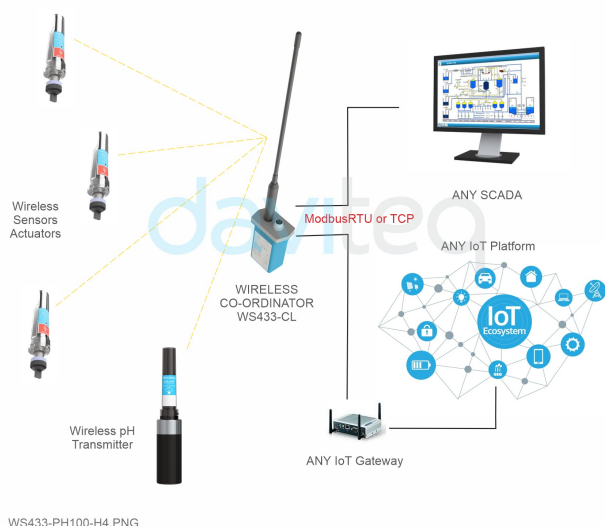 ANY SCADA
Wireless
Sensors
Actuators
daviteq
ModbusRTU or TCP
ANY IoT Platform
WIRELESS
CO-ORDINATOR
WS433-CL
IoT
Ecosystem
Wireless pH
Transmitter
ANY IoT Gateway
WS433-PH100-H4.PNG